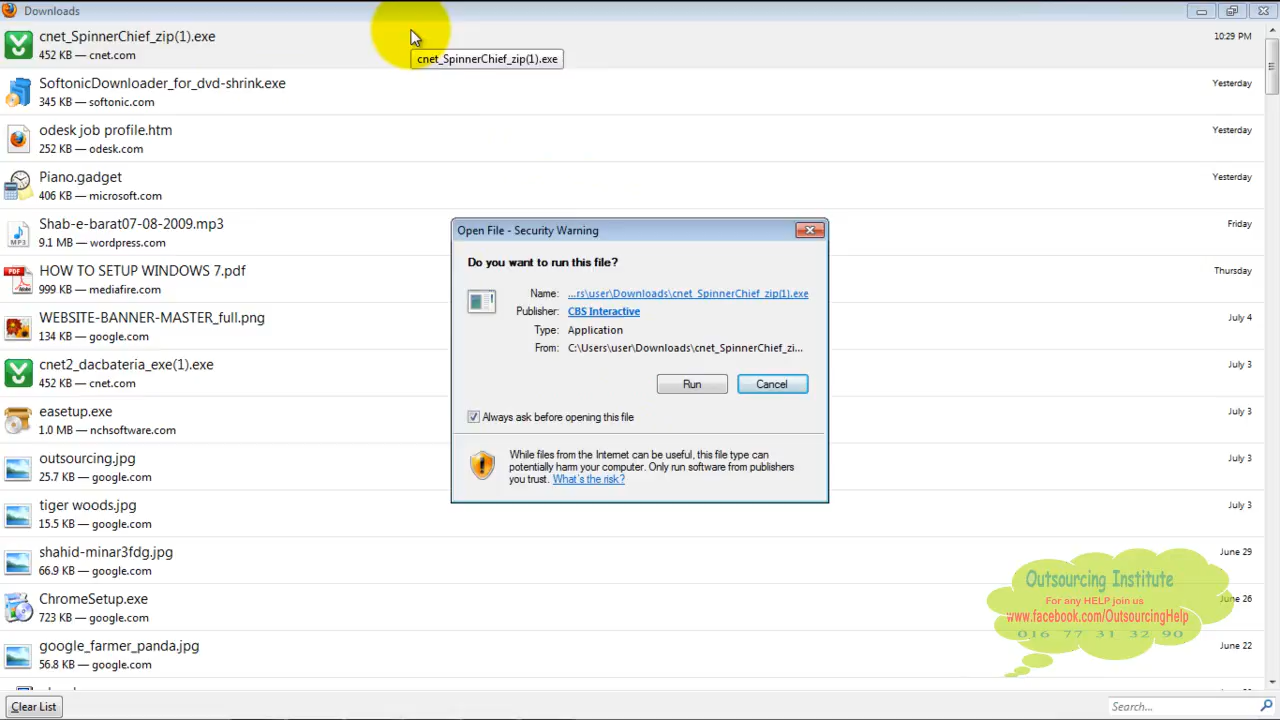 Downloads
cnet_SpinnerChief_zip(1).exe
452 KB — cnet.com
10:29 PM
cnet_SpinnerChief_zip(1).exe
SoftonicDownloader_for_dvd-shrink.exe
345 KB — softonic.com
Yesterday
odesk job profile.htm
252 KB — odesk.com
Yesterday
Piano.gadget
406 KB — microsoft.com
Yesterday
Shab-e-barat07-08-2009.mp3
9.1 MB — wordpress.com
Friday
HOW TO SETUP WINDOWS 7.pdf
999 KB — mediafire.com
Thursday
WEBSITE-BANNER-MASTER_full.png
134 KB — google.com
July 4
cnet2_dacbateria_exe(1).exe
452 KB — cnet.com
July 3
easetup.exe
1.0 MB — nchsoftware.com
July 3
outsourcing.jpg
25.7 KB — google.com
July 3
tiger woods.jpg
15.5 KB — google.com
July 3
shahid-minar3fdg.jpg
66.9 KB — google.com
June 29
ChromeSetup.exe
723 KB — google.com
June 26
google_farmer_panda.jpg
56.8 KB — google.com
June 22
Open File - Security Warning
Do you want to run this file?
Name: ...rs\user\Downloads\cnet_SpinnerChief_zip(1).exe
Publisher: CBS Interactive
Type: Application
From: C:\Users\user\Downloads\cnet_SpinnerChief_zi...
Run
Cancel
Always ask before opening this file
While files from the Internet can be useful, this file type can
potentially harm your computer. Only run software from publishers
you trust. What's the risk?
MP3
PDF
Outsourcing Institute
For any HELP join us
www.facebook.com/OutsourcingHelp
016 77 31 32 90
Clear List
Search...